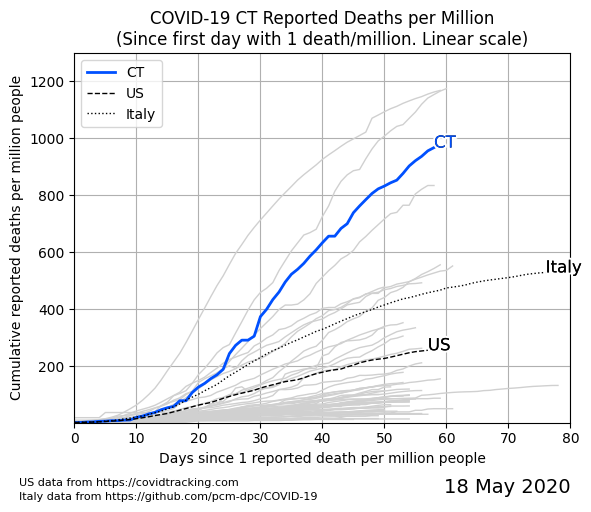 COVID-19 CT Reported Deaths per Million
(Since first day with 1 death/million. Linear scale)
Cumulative reported deaths per million people
1200
1000
800
600
400
200
CT
US
Italy
CT
Italy
US
0
10
20
30
40
50
60
70
80
Days since 1 reported death per million people
US data from https://covidtracking.com
Italy data from https://github.com/pcm-dpc/COVID-19
18 May 2020